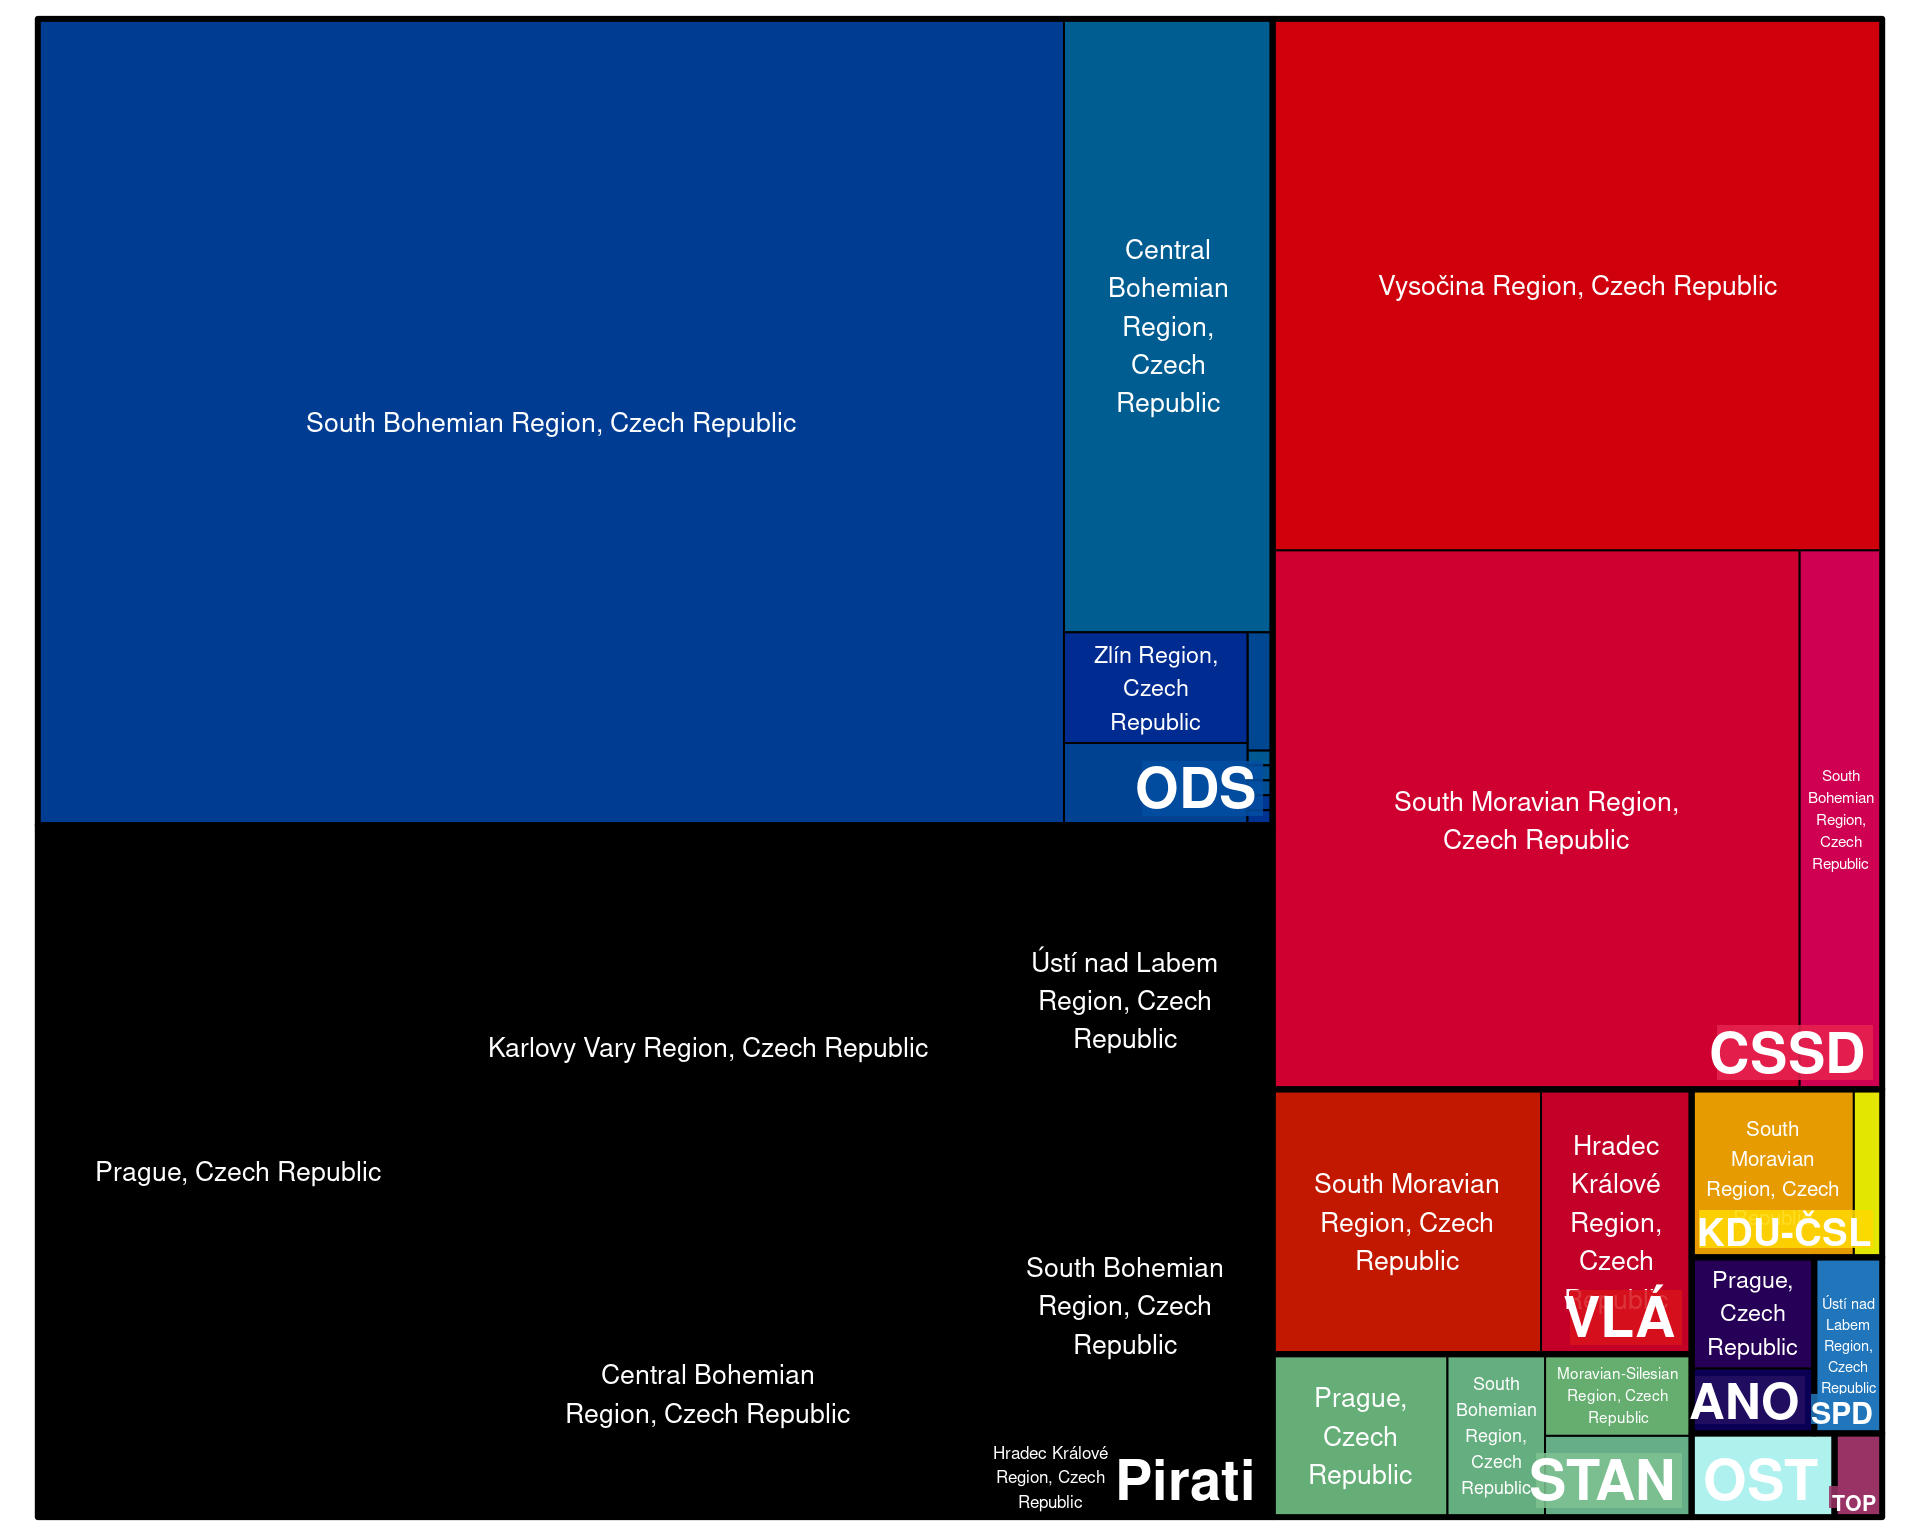 South Bohemian Region, Czech Republic
Central
Bohemian
Region,
Czech
Republic
Zlín Region,
Czech
Republic
ODS
Vysočina Region, Czech Republic
South Moravian Region,
Czech Republic
South
Bohemian
Region,
Czech
Republic
CSSD
Prague, Czech Republic
Karlovy Vary Region, Czech Republic
Ústí nad Labem
Region, Czech
Republic
Central Bohemian
Region, Czech Republic
South Bohemian
Region, Czech
Republic
Hradec Králové
Region, Czech
Republic
Pirati
South Moravian
Region, Czech
Republic
Hradec
Králové
Region,
Czech
Republic
VLÁ
South
Moravian
Region, Czech
Republic
KDU-ČSL
Prague,
Czech
Republic
ANO
Ústí nad
Labem
Region,
Czech
Republic
SPD
Prague,
Czech
Republic
South
Bohemian
Region,
Czech
Republic
Moravian-Silesian
Region, Czech
Republic
STAN
OST
TOP